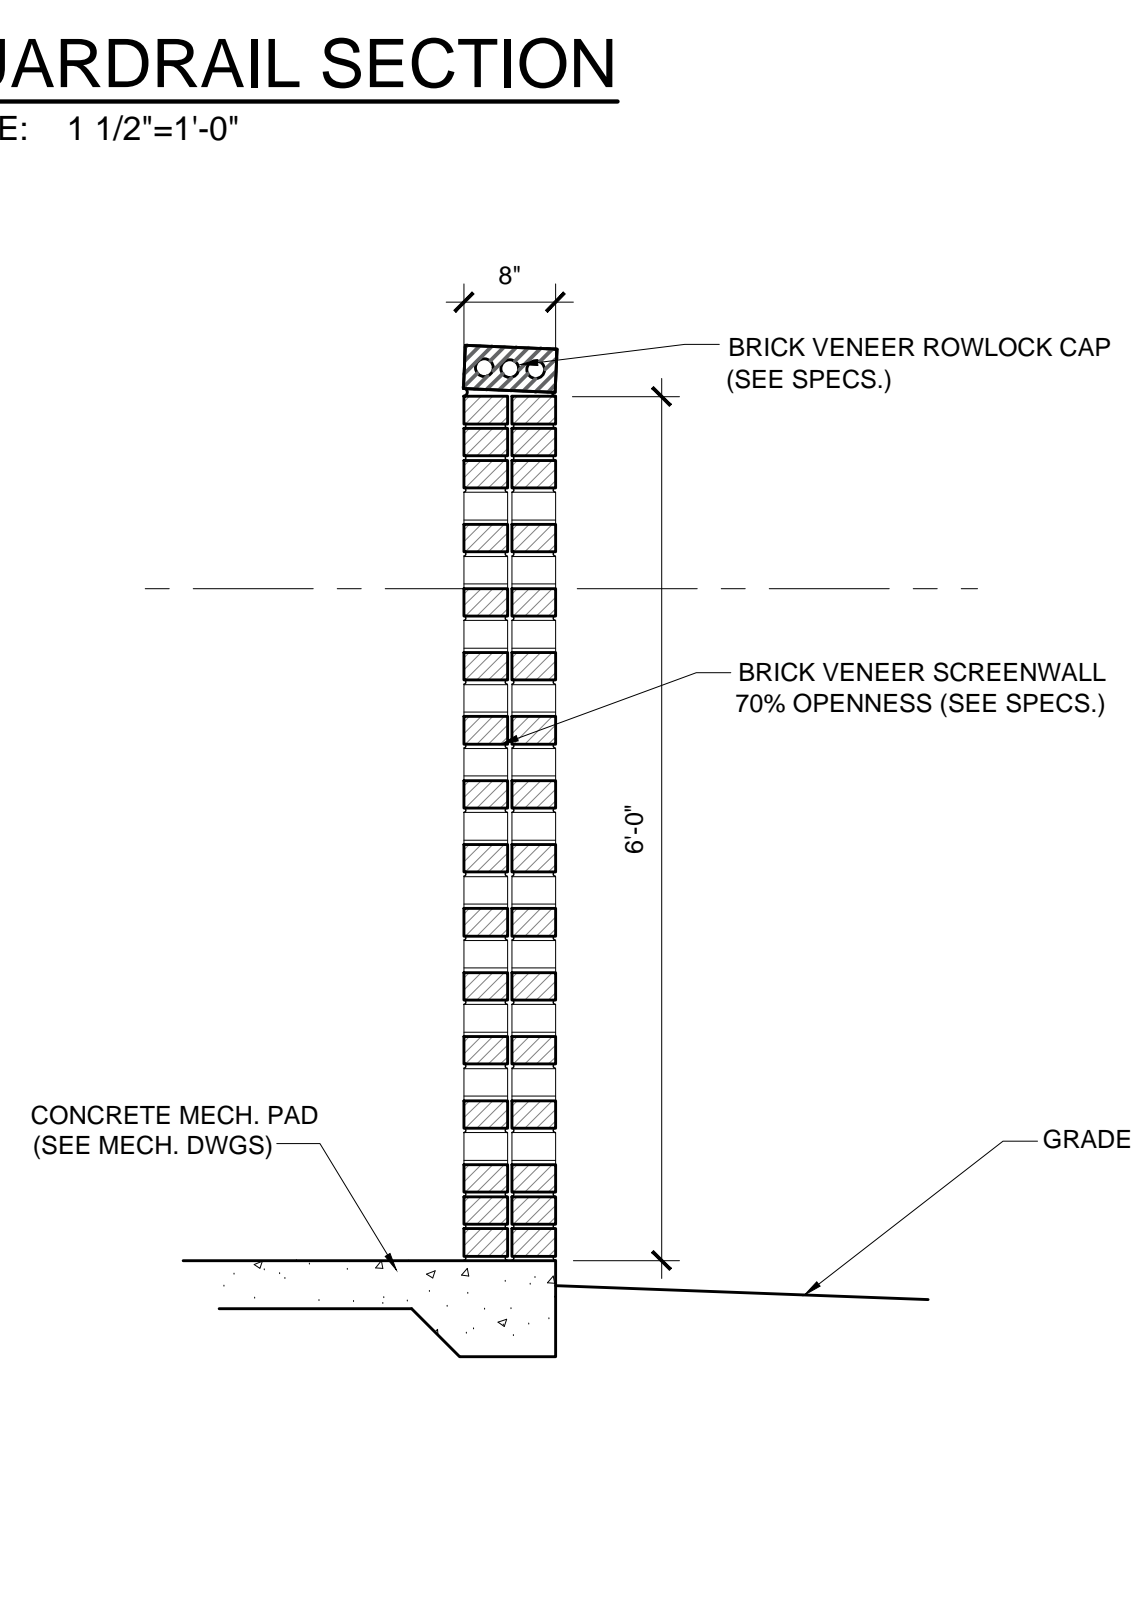 UARDRAIL SECTION
E: 1 1/2"=1'-0"
8"
BRICK VENEER ROWLOCK CAP
(SEE SPECS.)
BRICK VENEER SCREENWALL
70% OPENNESS (SEE SPECS.)
6'-0"
CONCRETE MECH. PAD
(SEE MECH. DWGS)
GRADE